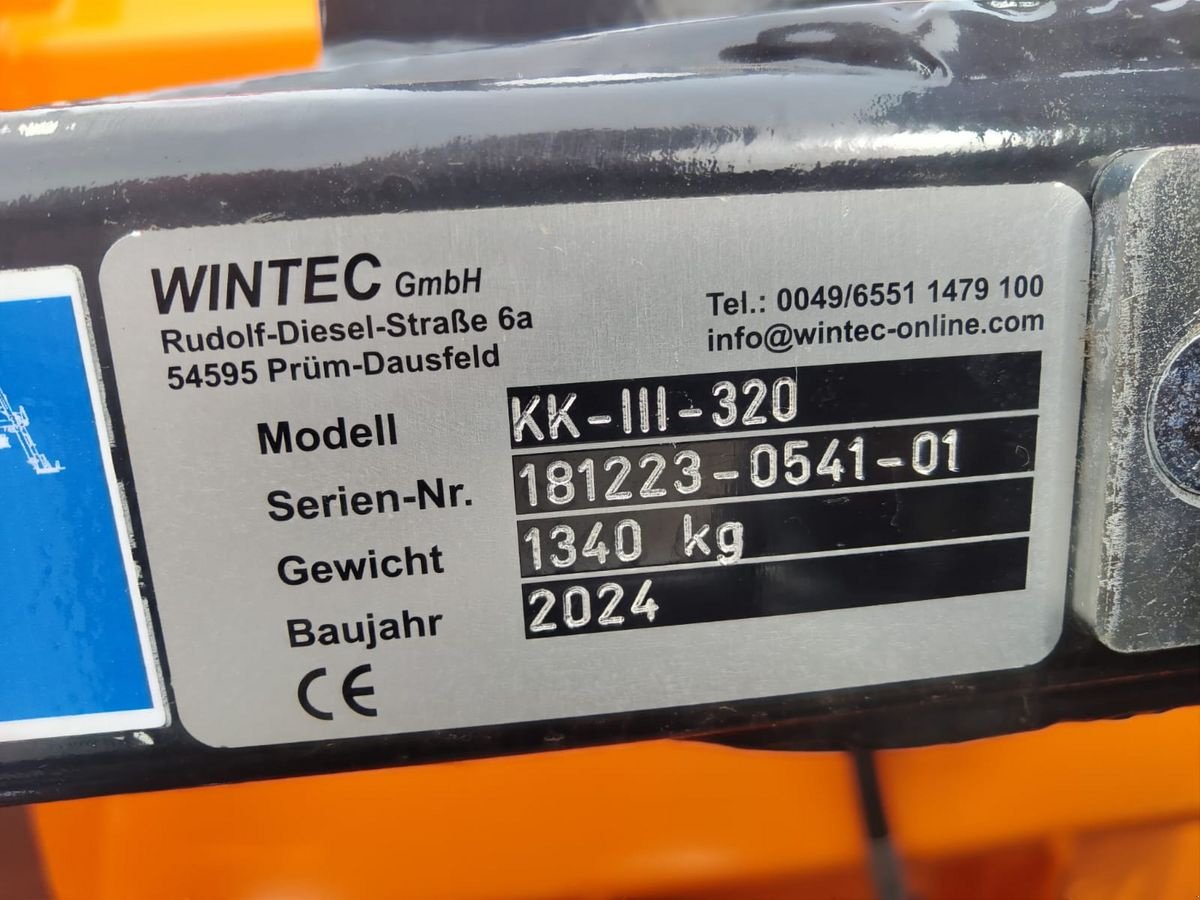 WINTEC GmbH
Rudolf-Diesel-Straße 6a
54595 Prüm-Dausfeld
Tel.: 0049/6551 1479 100
info@wintec-online.com
Modell KK-III-320
Serien-Nr. 181223-0541-01
Gewicht 1340 kg
Baujahr 2024
CE